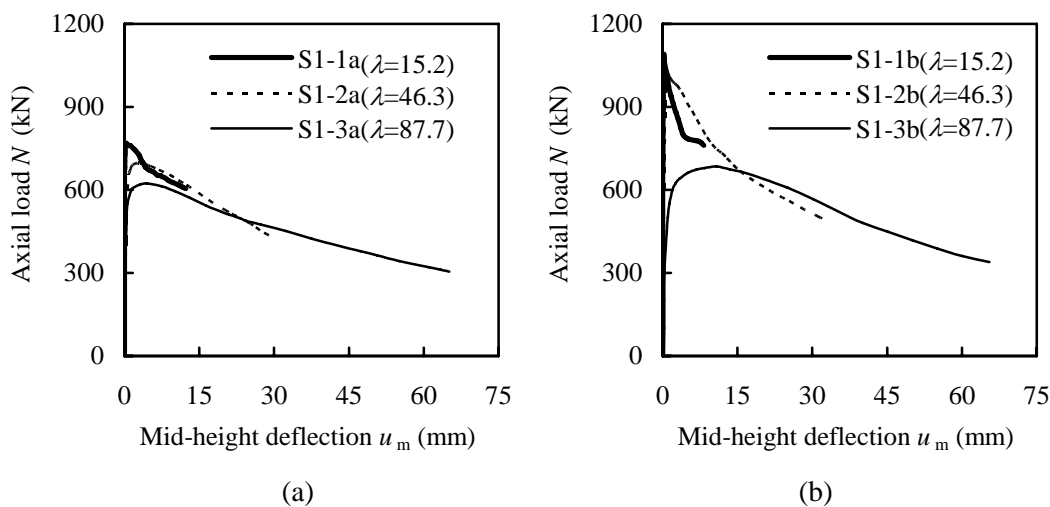 1200
900
600
300
0
Axial load N (kN)
S1-1a(λ=15.2)
S1-2a(λ=46.3)
S1-3a(λ=87.7)
0 15 30 45 60 75
Mid-height deflection u m (mm)
(a)
1200
900
600
300
0
Axial load N (kN)
S1-1b(λ=15.2)
S1-2b(λ=46.3)
S1-3b(λ=87.7)
0 15 30 45 60 75
Mid-height deflection u m (mm)
(b)